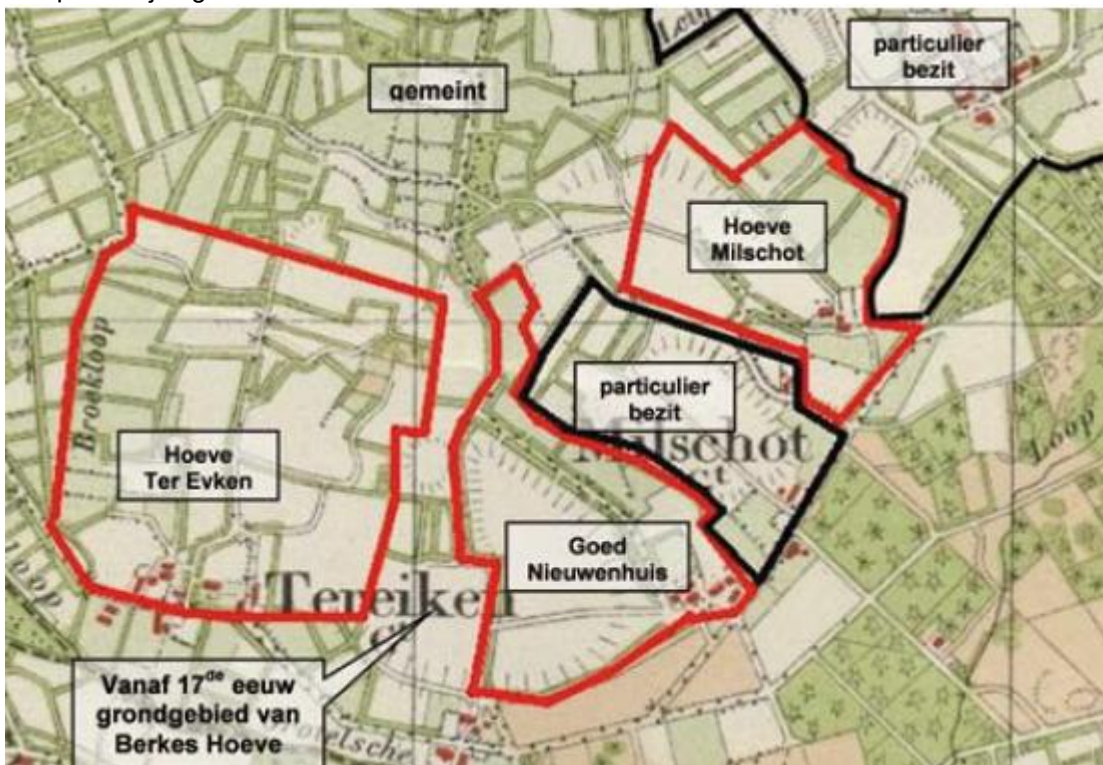 gemeint
particulier
bezit
Hoeve
Milschot
particulier
bezit
Milschot
Broekloop
Hoeve
Ter Evken
Goed
Nieuwenhuis
Tereiken
Loop
Loop
Vanaf 17de eeuw
grondgebied van
Berkes Hoeve